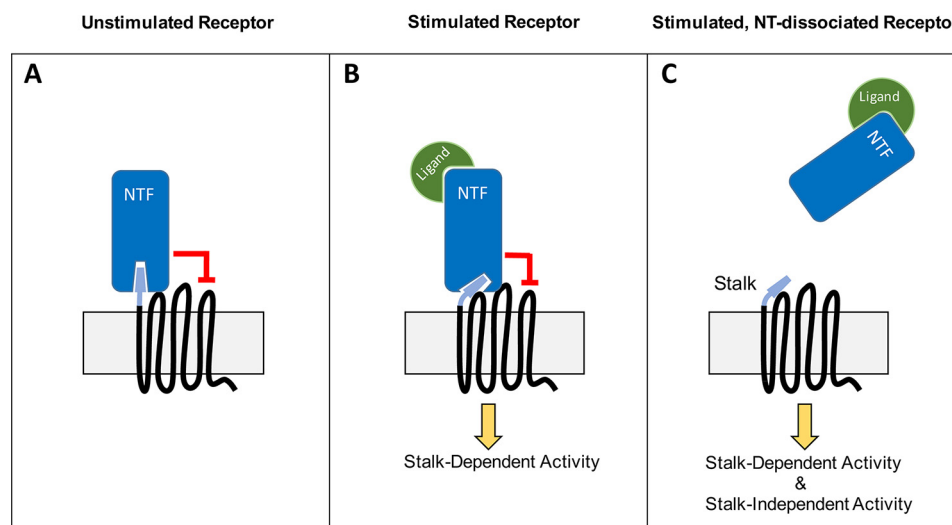 Unstimulated Receptor
Stimulated Receptor
Stimulated, NT-dissociated Recepto
A
B
C
NTF
Ligand
NTF
Ligand
NTF
Stalk
Stalk-Dependent Activity
Stalk-Dependent Activity
&
Stalk-Independent Activity